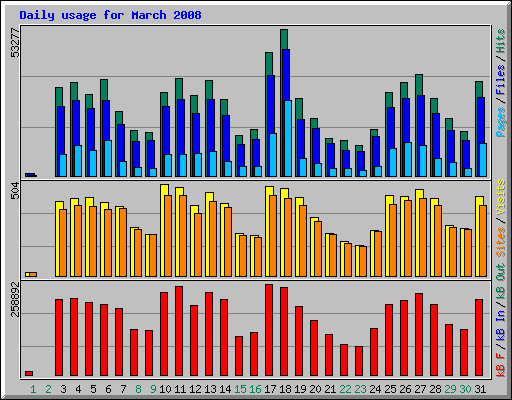 Daily usage for March 2008
53277
504
258892
Pages / Files / Hits
Sites / Visits
kB F / kB In / kB Out
1 2 3 4 5 6 7 8 9 10 11 12 13 14 15 16 17 18 19 20 21 22 23 24 25 26 27 28 29 30 31